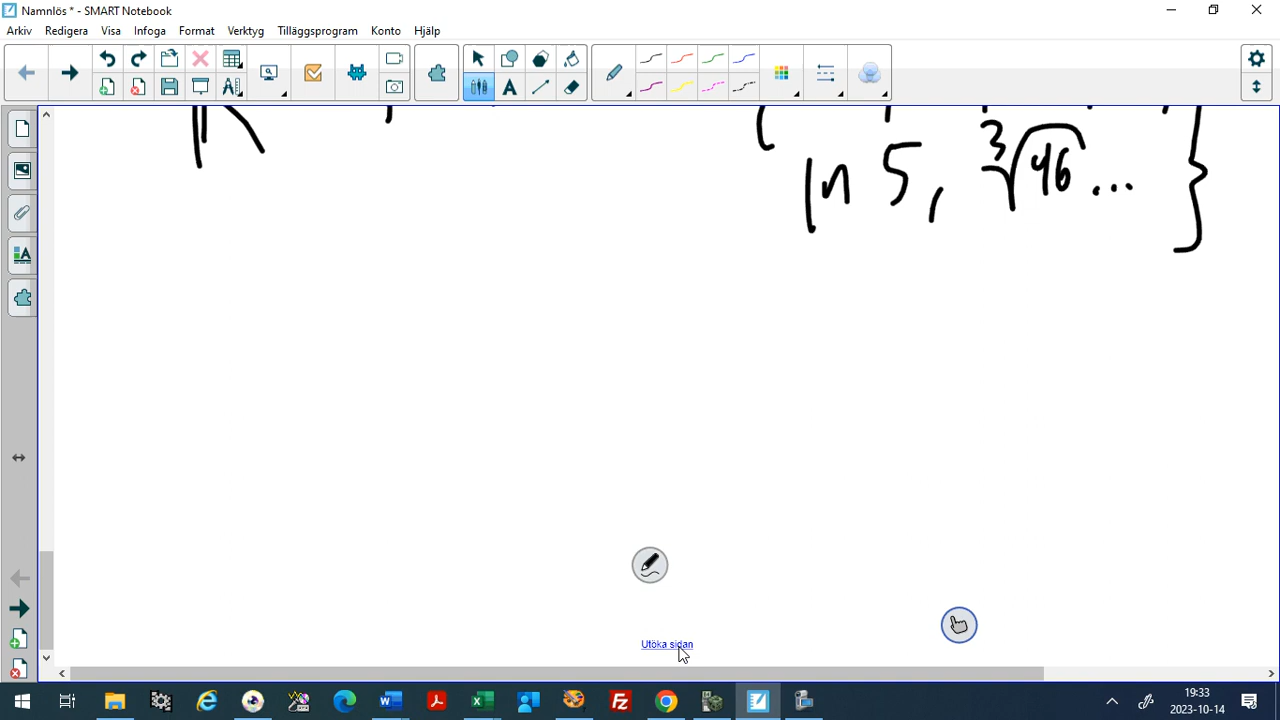 Namnlös * - SMART Notebook
Arkiv Redigera Visa Infoga Format Verktyg Tilläggsprogram Konto Hjälp
ℝ
ln 5, ∛46 ... }
Utöka sidan
19:33
2023-10-14